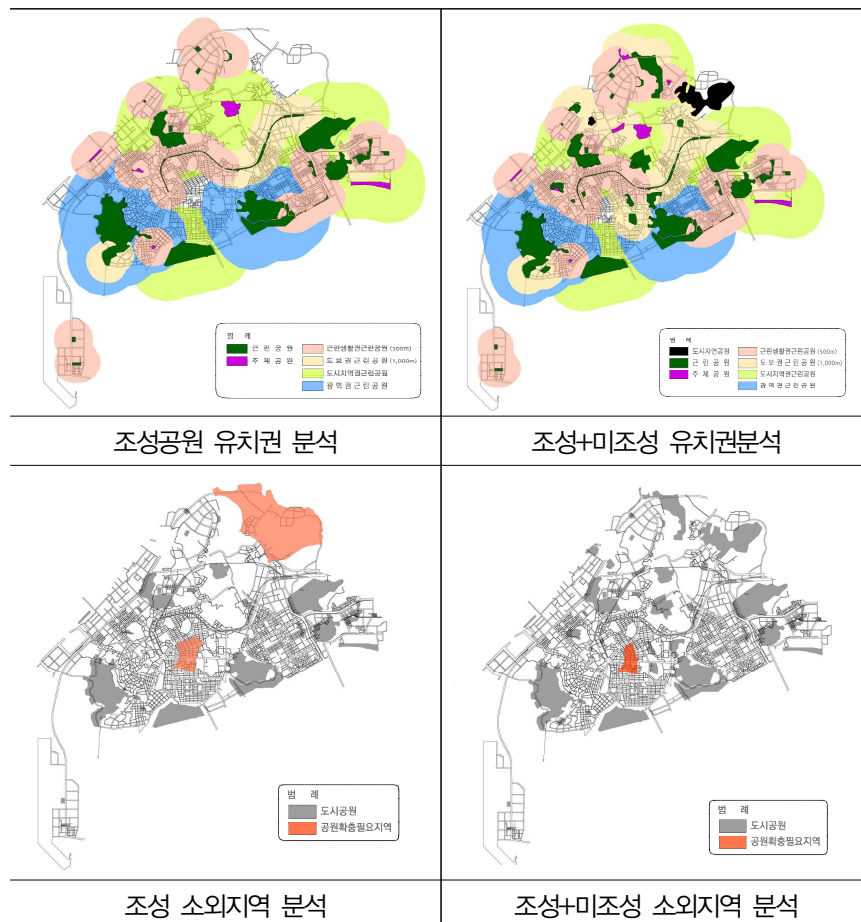 범 례
근 린 공 원
근린생활권근린공원 (500m)
주 제 공 원
도 보 권 근 린 공 원 (1,000m)
도시지역권근린공원
광 역 권 근 린 공 원
범 례
도시자연공원
근린생활권근린공원 (500m)
근 린 공 원
도 보 권 근 린 공 원 (1,000m)
주 제 공 원
도시지역권근린공원
광 역 권 근 린 공 원
조성공원 유치권 분석
조성+미조성 유치권분석
범 례
도시공원
공원확충필요지역
범 례
도시공원
공원확충필요지역
조성 소외지역 분석
조성+미조성 소외지역 분석